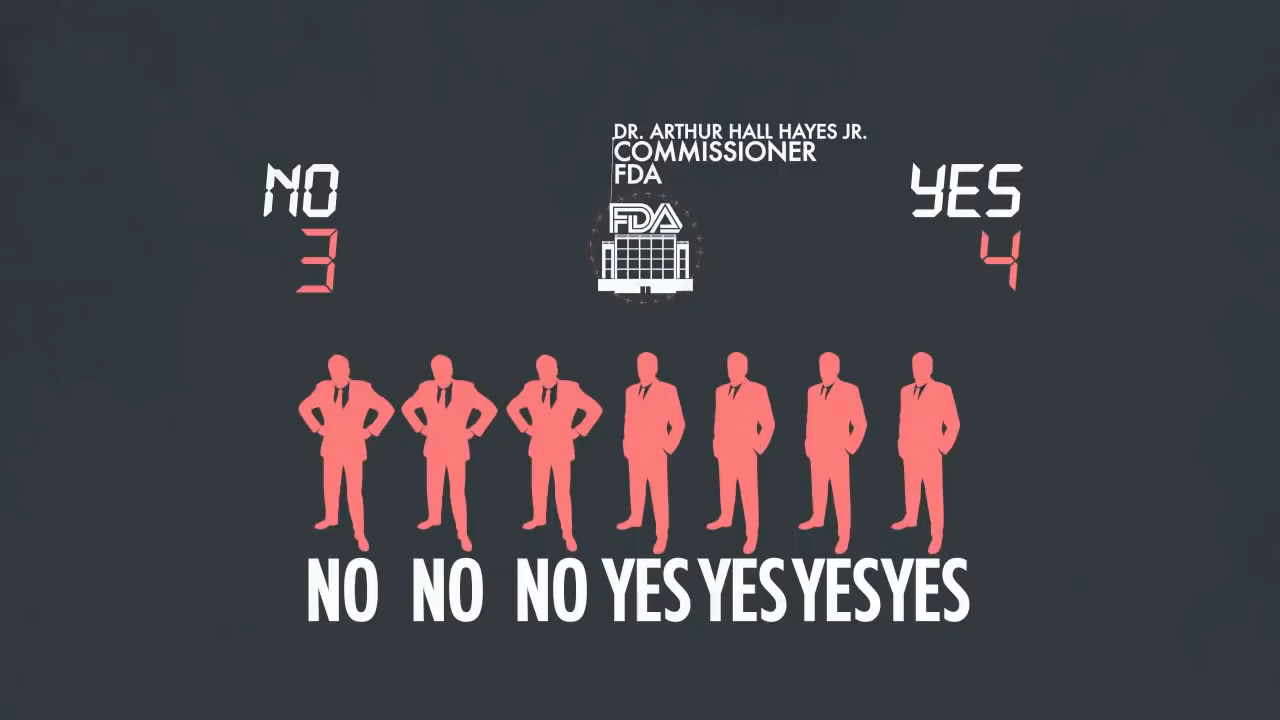 DR. ARTHUR HALL HAYES JR.
COMMISSIONER
FDA
NO
YES
FDA
3
4
NO NO NO YES YES YES YES